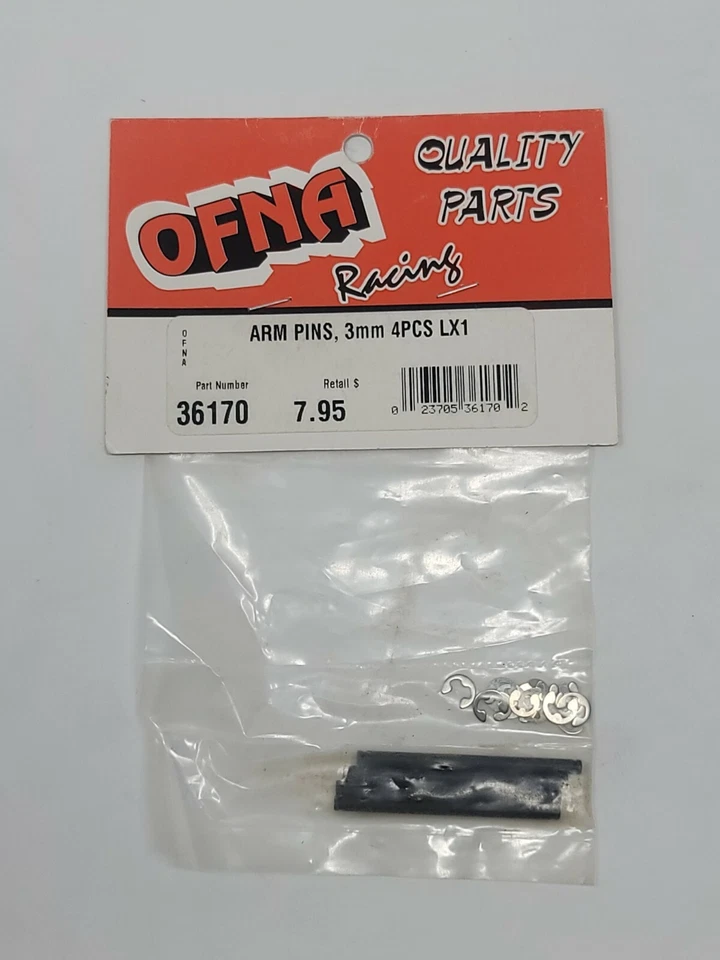 OFNA
Racing
QUALITY
PARTS
OFNA
ARM PINS, 3mm 4PCS LX1
Part Number
36170
Retail $
7.95
0 23705 36170 2